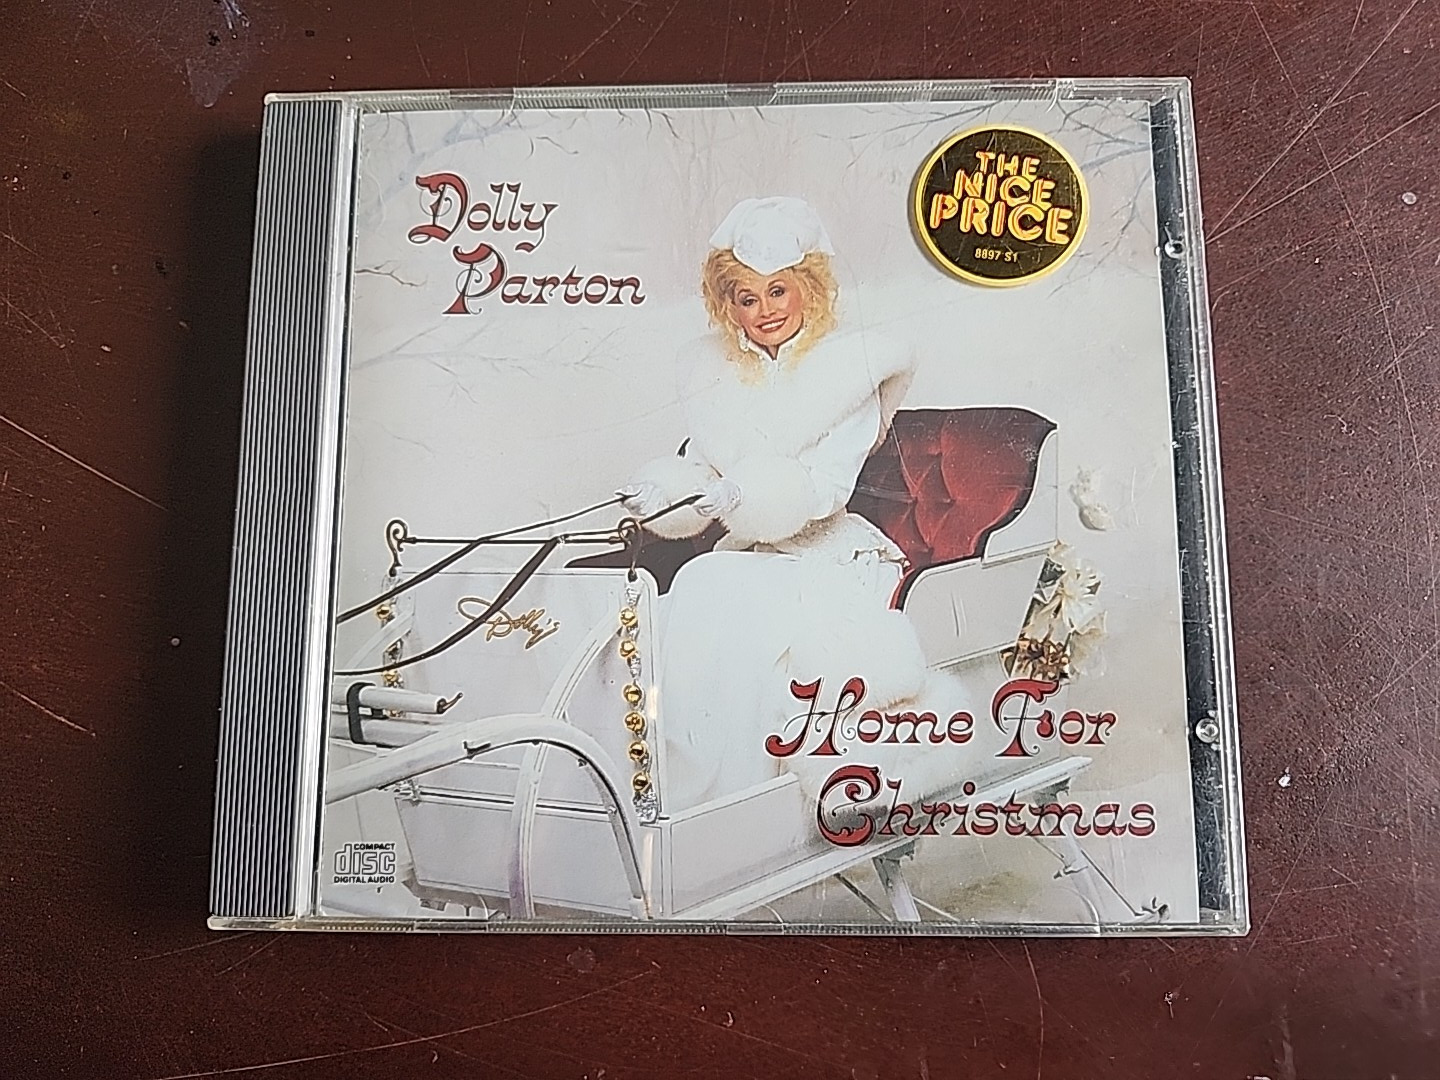 Dolly
Parton
THE
NICE
PRICE
8897 S1
Dolly's
Home For
Christmas
COMPACT
disc
DIGITAL AUDIO